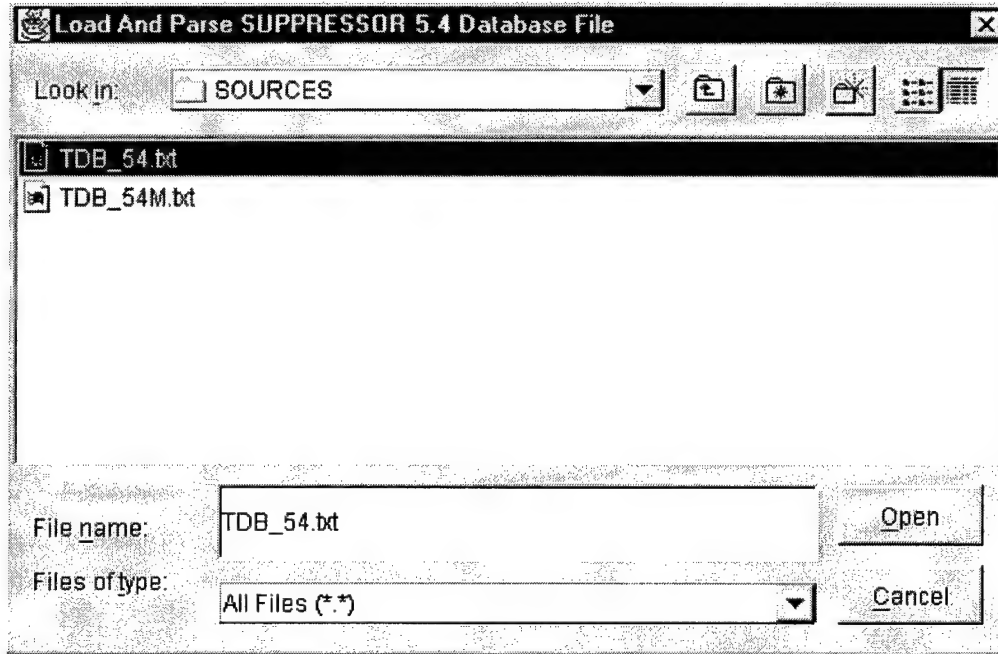 Load And Parse SUPPRESSOR 5.4 Database File
Look in: SOURCES
TDB_54.txt
TDB_54M.txt
File name: TDB_54.txt
Open
Files of type: All Files (*.*)
Cancel